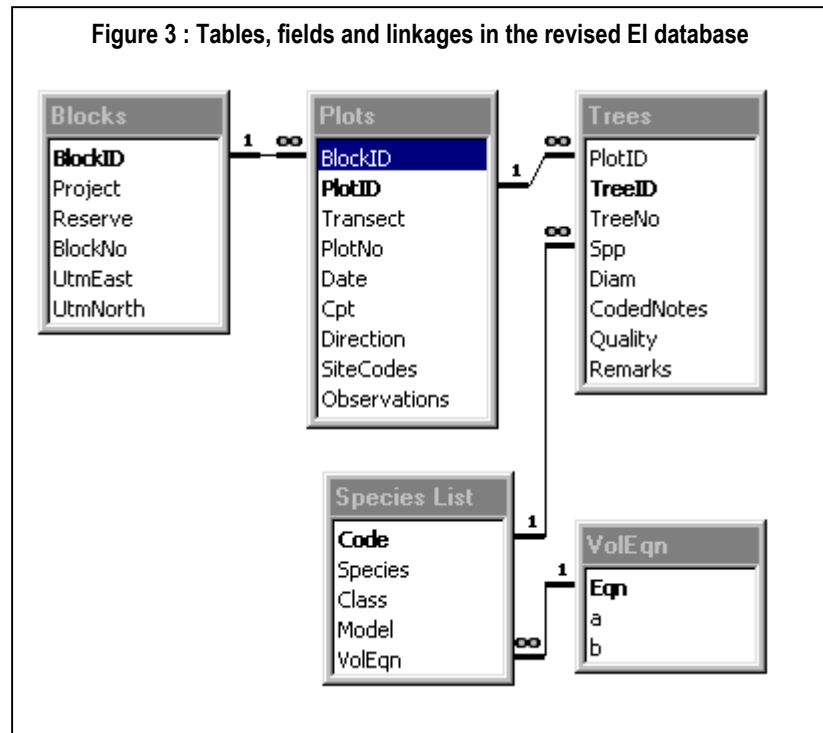 Figure 3 : Tables, fields and linkages in the revised EI database
Blocks
BlockID
Project
Reserve
BlockNo
UtmEast
UtmNorth
1 ∞
Plots
BlockID
PlotID
Transect
PlotNo
Date
Cpt
Direction
SiteCodes
Observations
1 ∞
Trees
PlotID
TreeID
TreeNo
Spp
Diam
CodedNotes
Quality
Remarks
∞
Species List
Code
Species
Class
Model
VolEqn
1
1
∞
VolEqn
Eqn
a
b